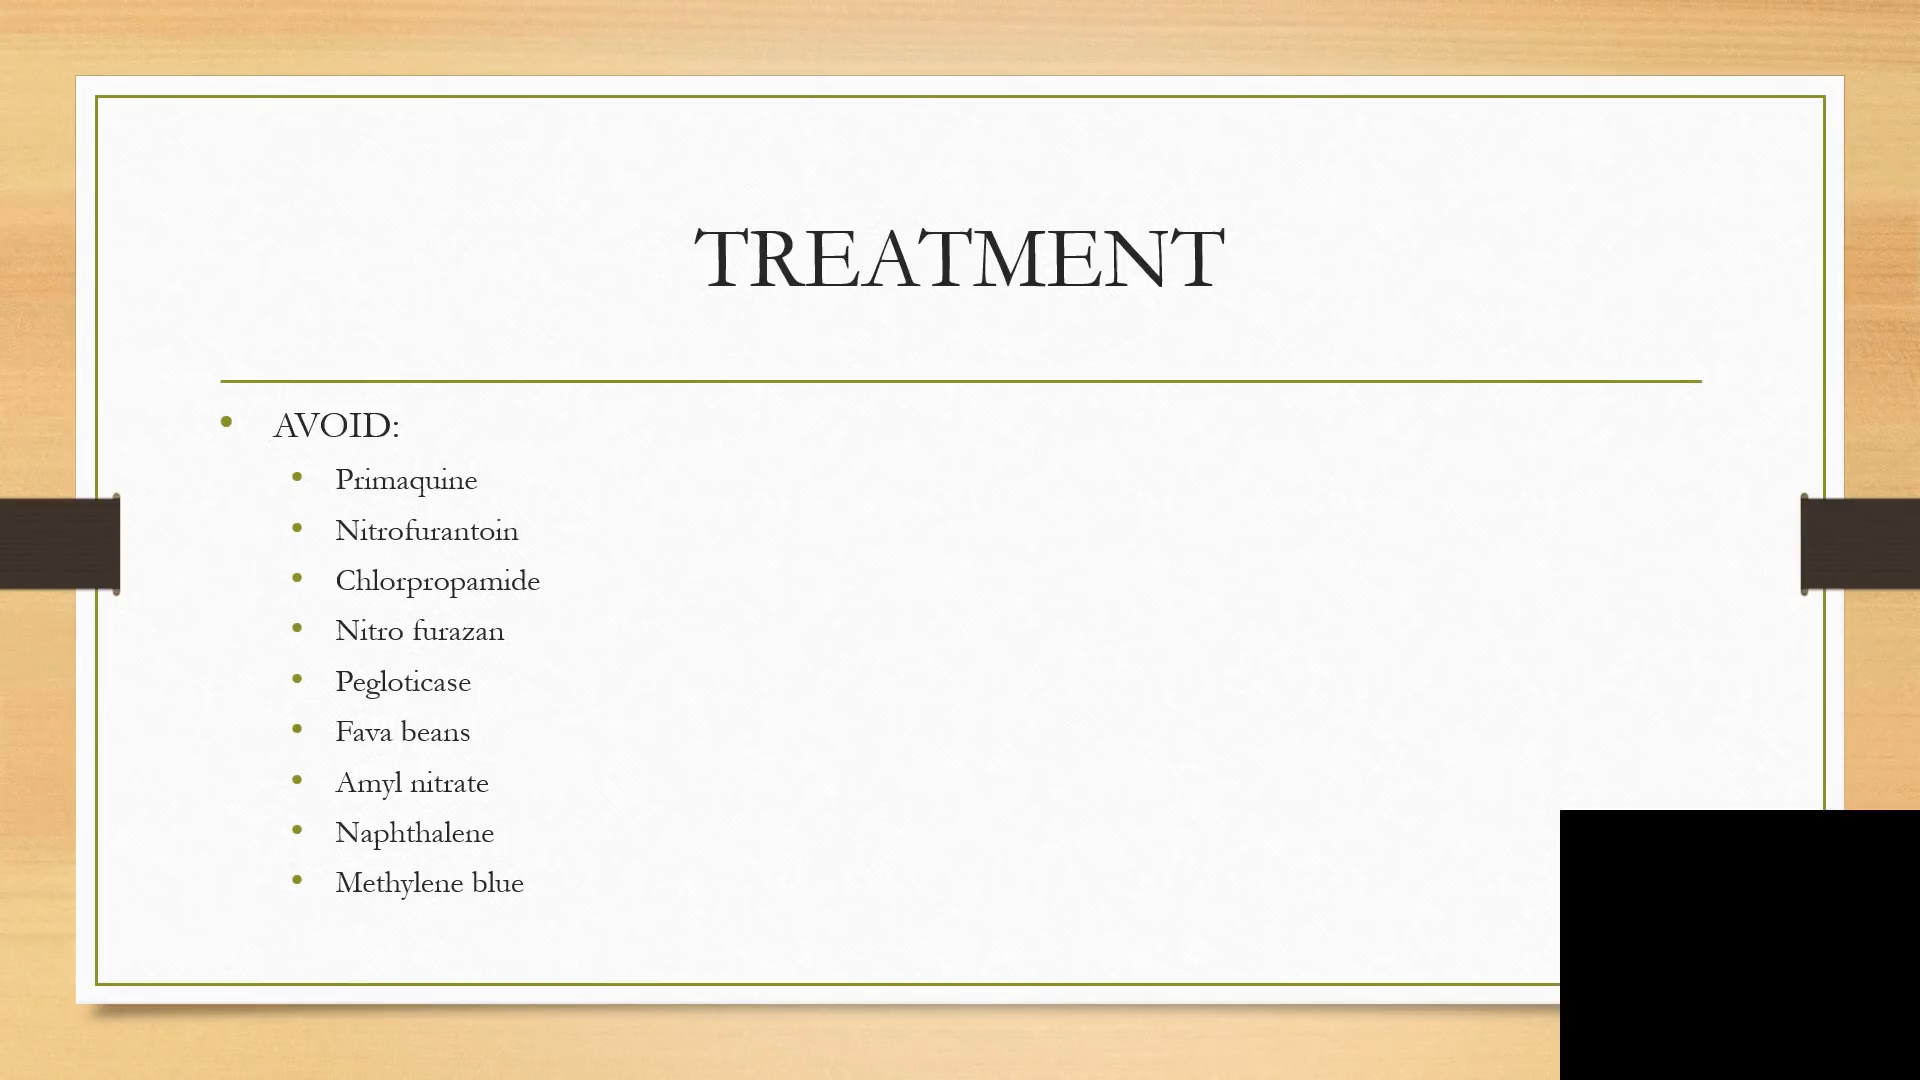 TREATMENT
AVOID:
Primaquine
Nitrofurantoin
Chlorpropamide
Nitro furazan
Pegloticase
Fava beans
Amyl nitrate
Naphthalene
Methylene blue